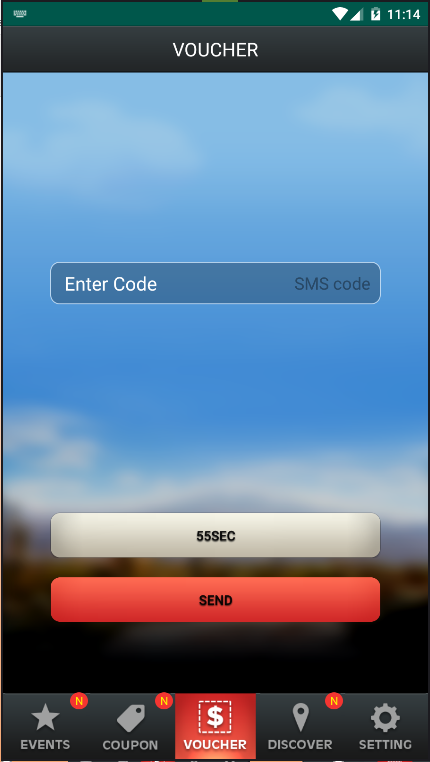 11:14
VOUCHER
Enter Code SMS code
55SEC
SEND
N N N
$
EVENTS COUPON VOUCHER DISCOVER SETTING